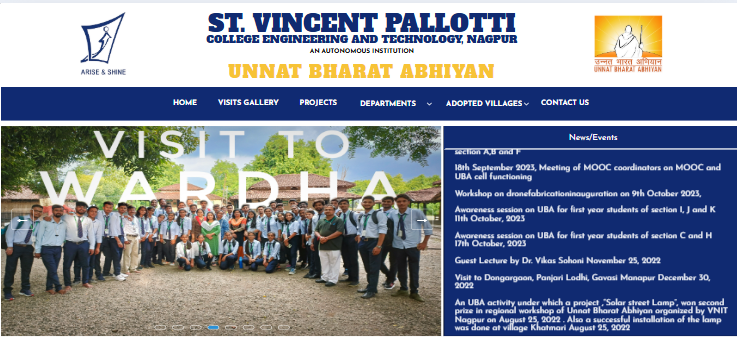 ST. VINCENT PALLOTTI
COLLEGE ENGINEERING AND TECHNOLOGY, NAGPUR
AN AUTONOMOUS INSTITUTION
UNNAT BHARAT ABHIYAN
ARISE & SHINE
उन्नत भारत अभियान
UNNAT BHARAT ABHIYAN
HOME VISITS GALLERY PROJECTS DEPARTMENTS ADOPTED VILLAGES CONTACT US
VISIT TO
WARDHA
News/Events
section A,B and F
18th September 2023, Meeting of MOOC coordinators on MOOC and
UBA cell functioning
Workshop on dronefabricationinauguration on 9th October 2023,
Awareness session on UBA for first year students of section I, J and K
11th October, 2023
Awareness session on UBA for first year students of section C and H
17th October, 2023
Guest Lecture by Dr. Vikas Sohoni November 25, 2022
Visit to Dongargaon, Panjari Lodhi, Gavasi Manapur December 30,
2022
An UBA activity under which a project ,"Solar street Lamp", won second
prize in regional workshop of Unnat Bharat Abhiyan organized by VNIT
Nagpur on August 25, 2022 . Also a successful installation of the lamp
was done at village Khatmari August 25, 2022